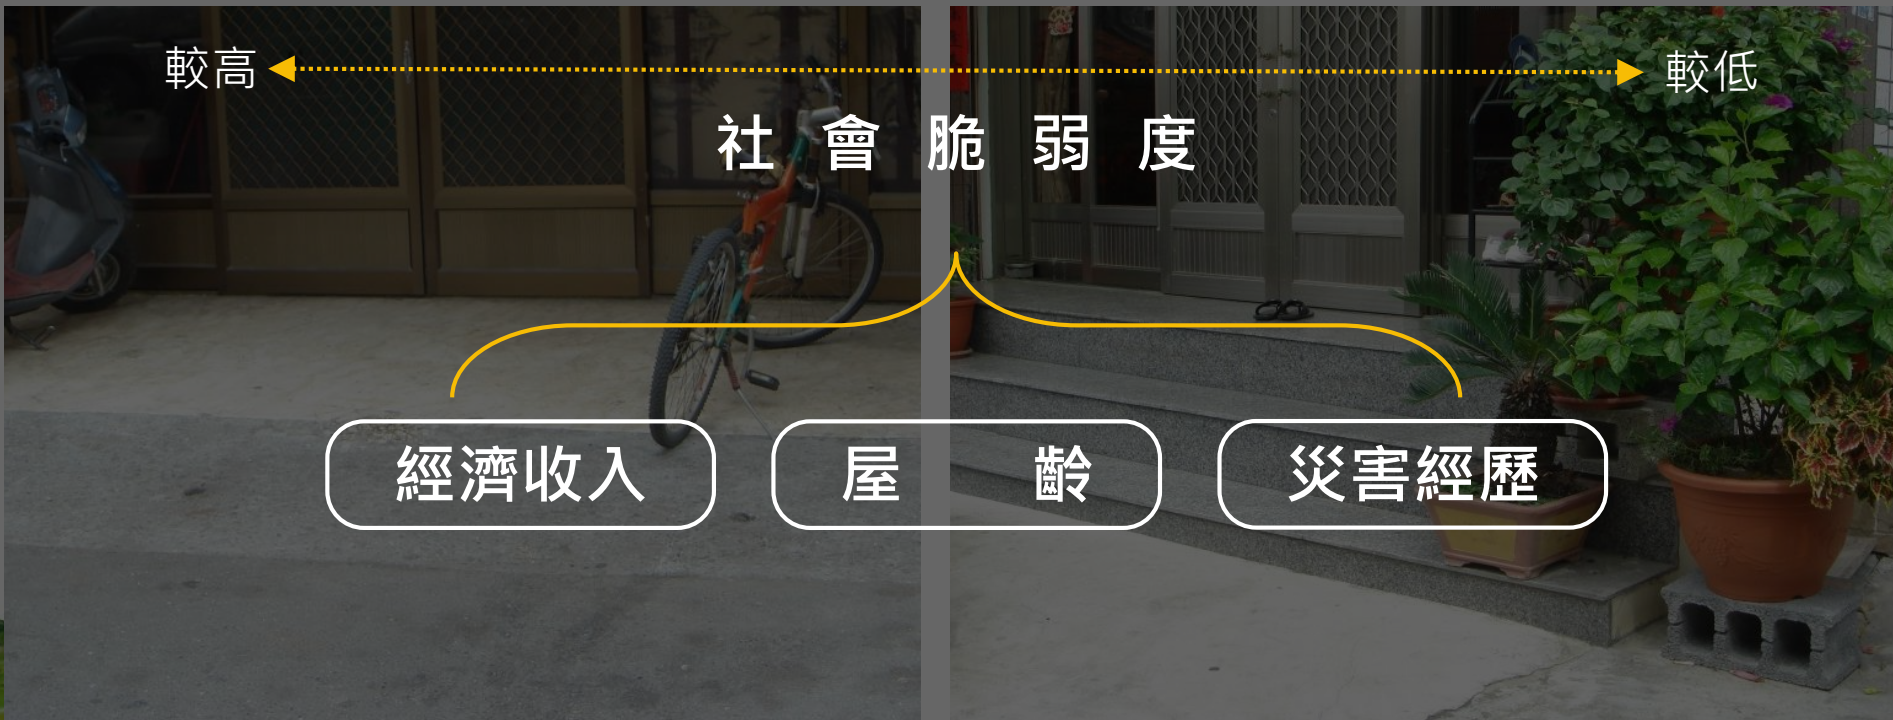 較高 較低
社會脆弱度
經濟收入 屋齡 災害經歷